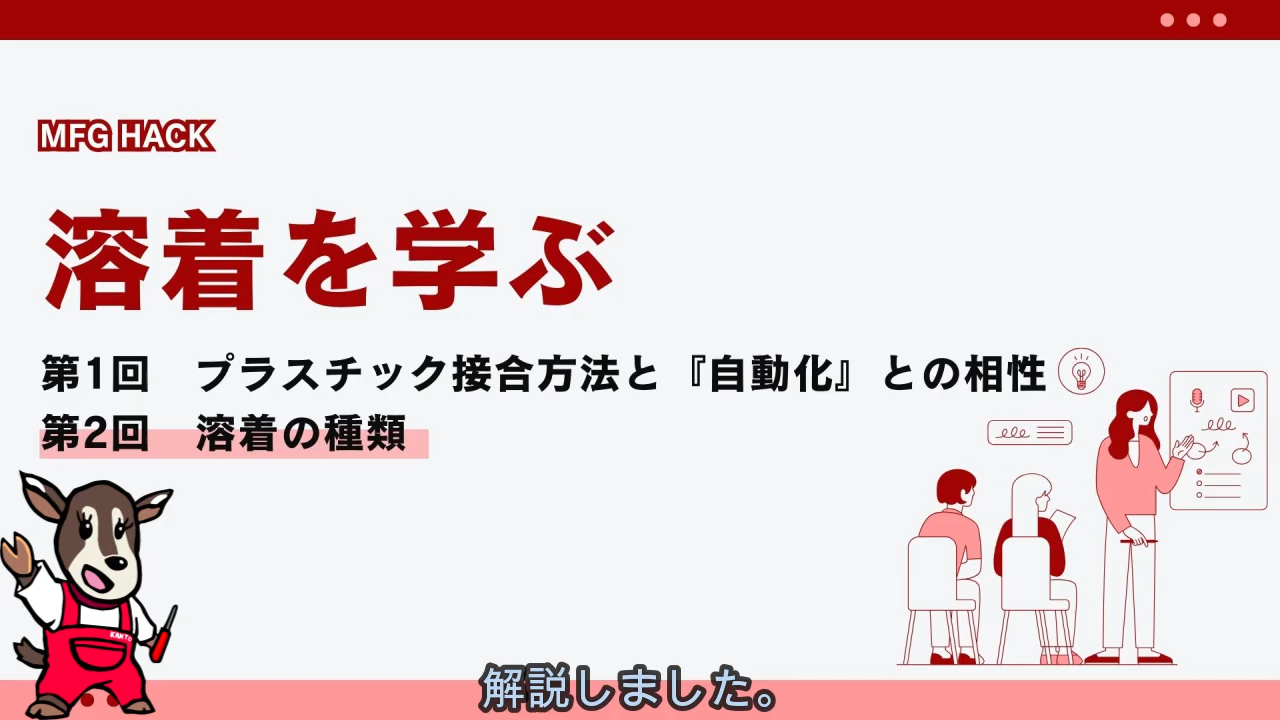 MFG HACK
溶着を学ぶ
第1回　プラスチック接合方法と『自動化』との相性
第2回　溶着の種類
KANTO
解説しました。